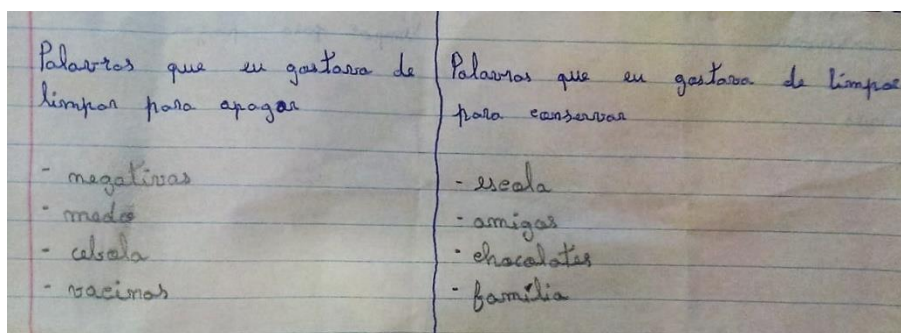 Palavras que eu gostava de
limpar para apagar
- negativas
- medo
- cebola
- vacinas
Palavras que eu gostava de limpar
para conservar
- escola
- amigos
- chocolates
- família